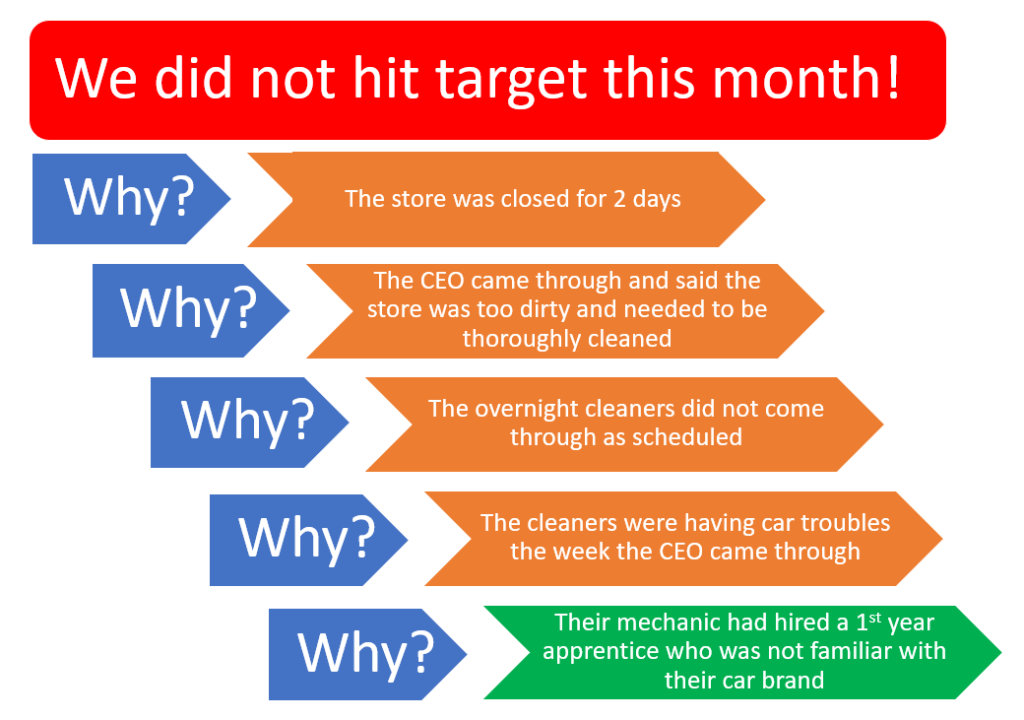 We did not hit target this month!
Why?
The store was closed for 2 days
Why?
The CEO came through and said the
store was too dirty and needed to be
thoroughly cleaned
Why?
The overnight cleaners did not come
through as scheduled
Why?
The cleaners were having car troubles
the week the CEO came through
Why?
Their mechanic had hired a 1st year
apprentice who was not familiar with
their car brand